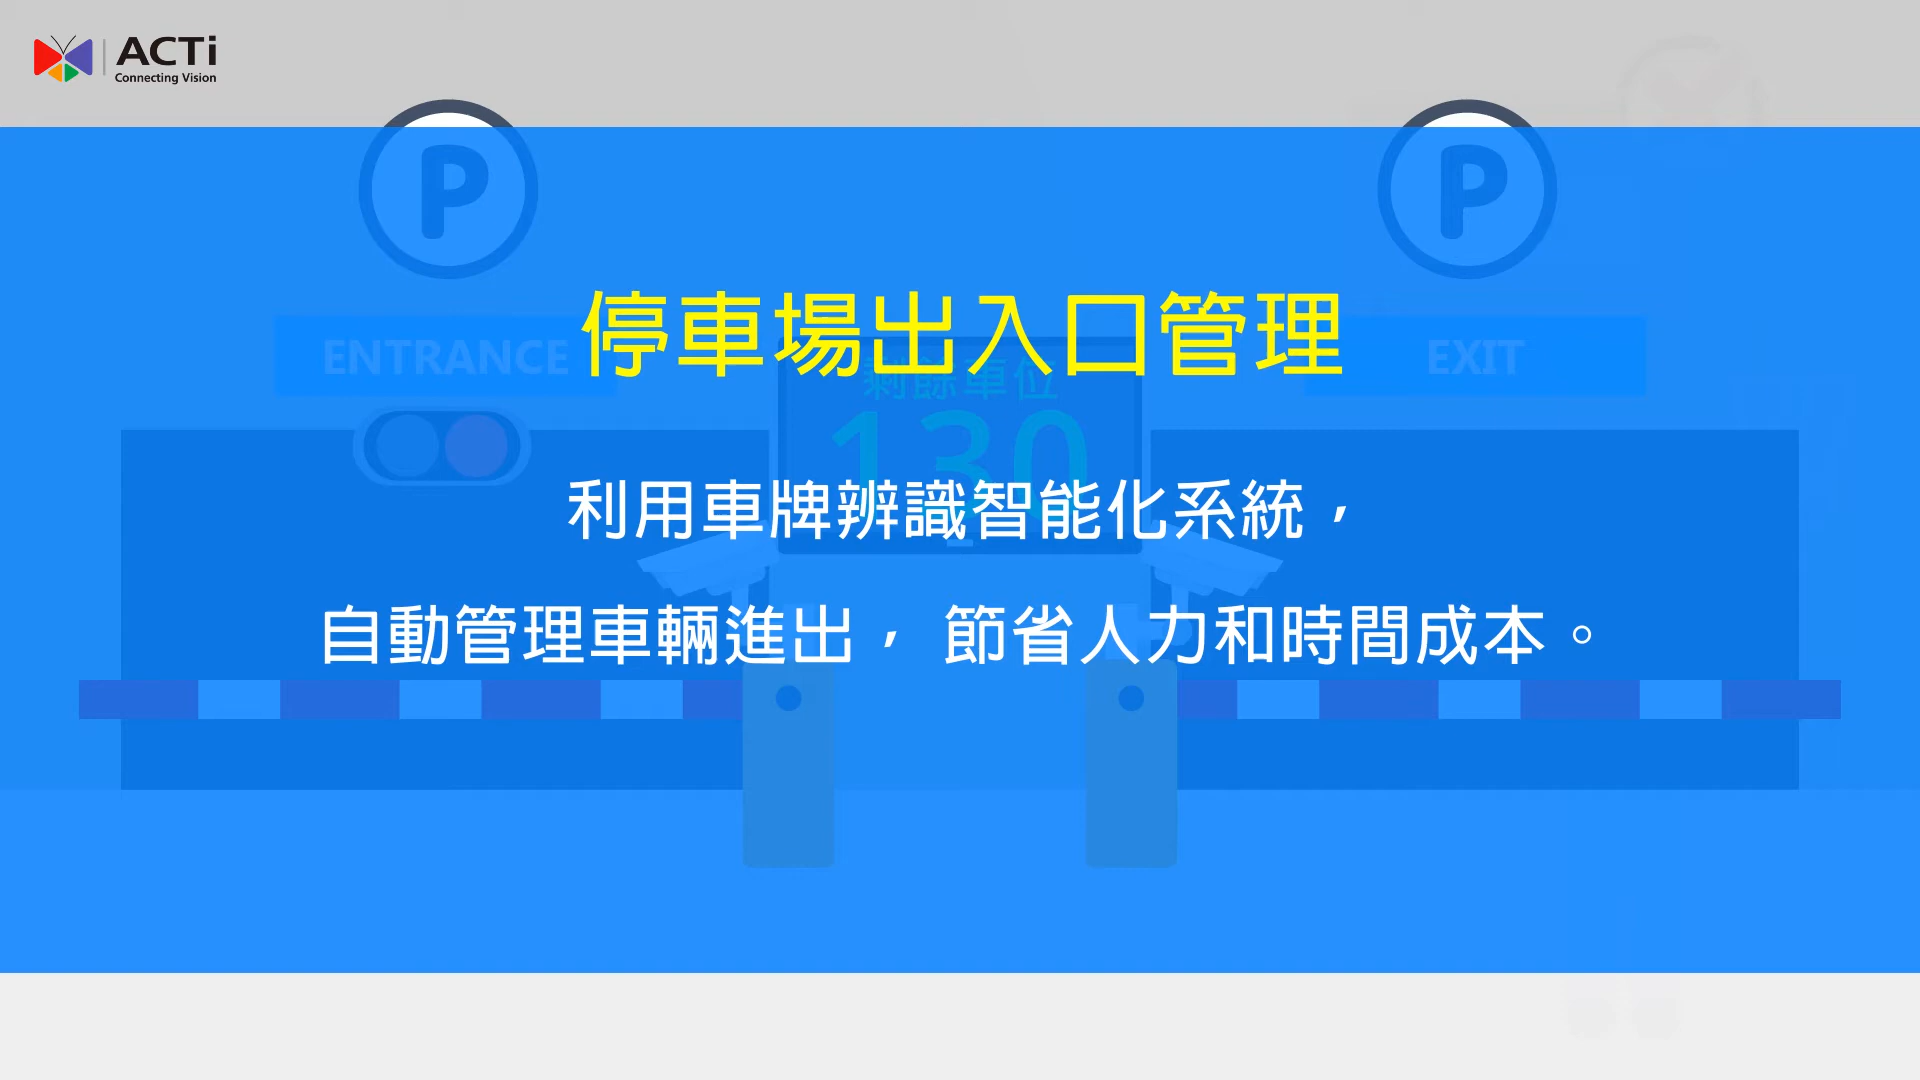 ACTi
Connecting Vision
P
P
停車場出入口管理
ENTRANCE
EXIT
剩餘車位
130
利用車牌辨識智能化系統，
自動管理車輛進出， 節省人力和時間成本。